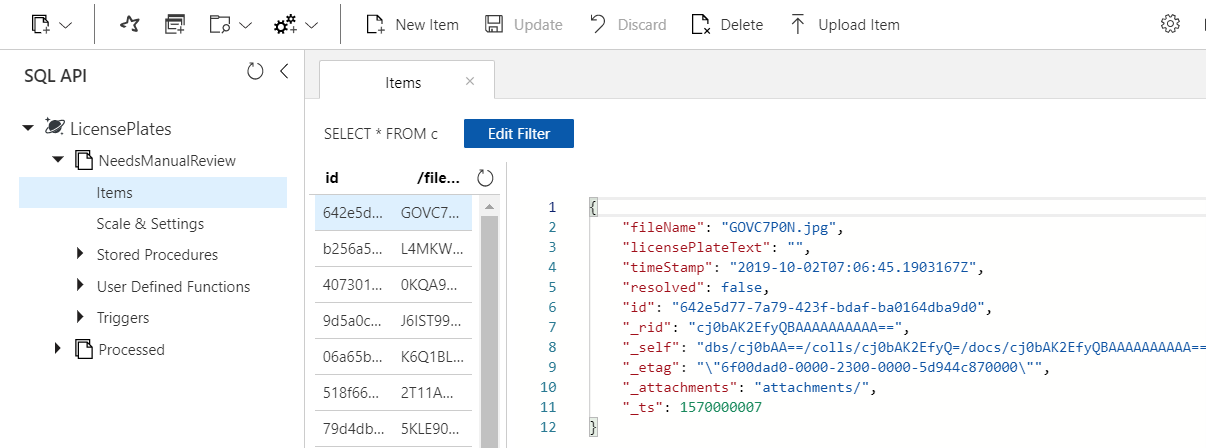 New Item Update Discard Delete Upload Item
SQL API
LicensePlates
NeedsManualReview
Items
Scale & Settings
Stored Procedures
User Defined Functions
Triggers
Processed
Items ×
SELECT * FROM c Edit Filter
id /file...
642e5d... GOVC7...
b256a5... L4MKW...
407301... 0KQA9...
9d5a0c... J6IST99...
06a65b... K6Q1BL...
518f66... 2T11A...
79d4db... 5KLE90...
1 {
2 "fileName": "GOVC7P0N.jpg",
3 "licensePlateText": "",
4 "timeStamp": "2019-10-02T07:06:45.1903167Z",
5 "resolved": false,
6 "id": "642e5d77-7a79-423f-bdaf-ba0164dba9d0",
7 "_rid": "cj0bAK2EfyQBAAAAAAAAAA==",
8 "_self": "dbs/cj0bAA==/colls/cj0bAK2EfyQ=/docs/cj0bAK2EfyQBAAAAAAAAAA==
9 "_etag": "\"6f00dad0-0000-2300-0000-5d944c870000\"",
10 "_attachments": "attachments/",
11 "_ts": 1570000007
12 }